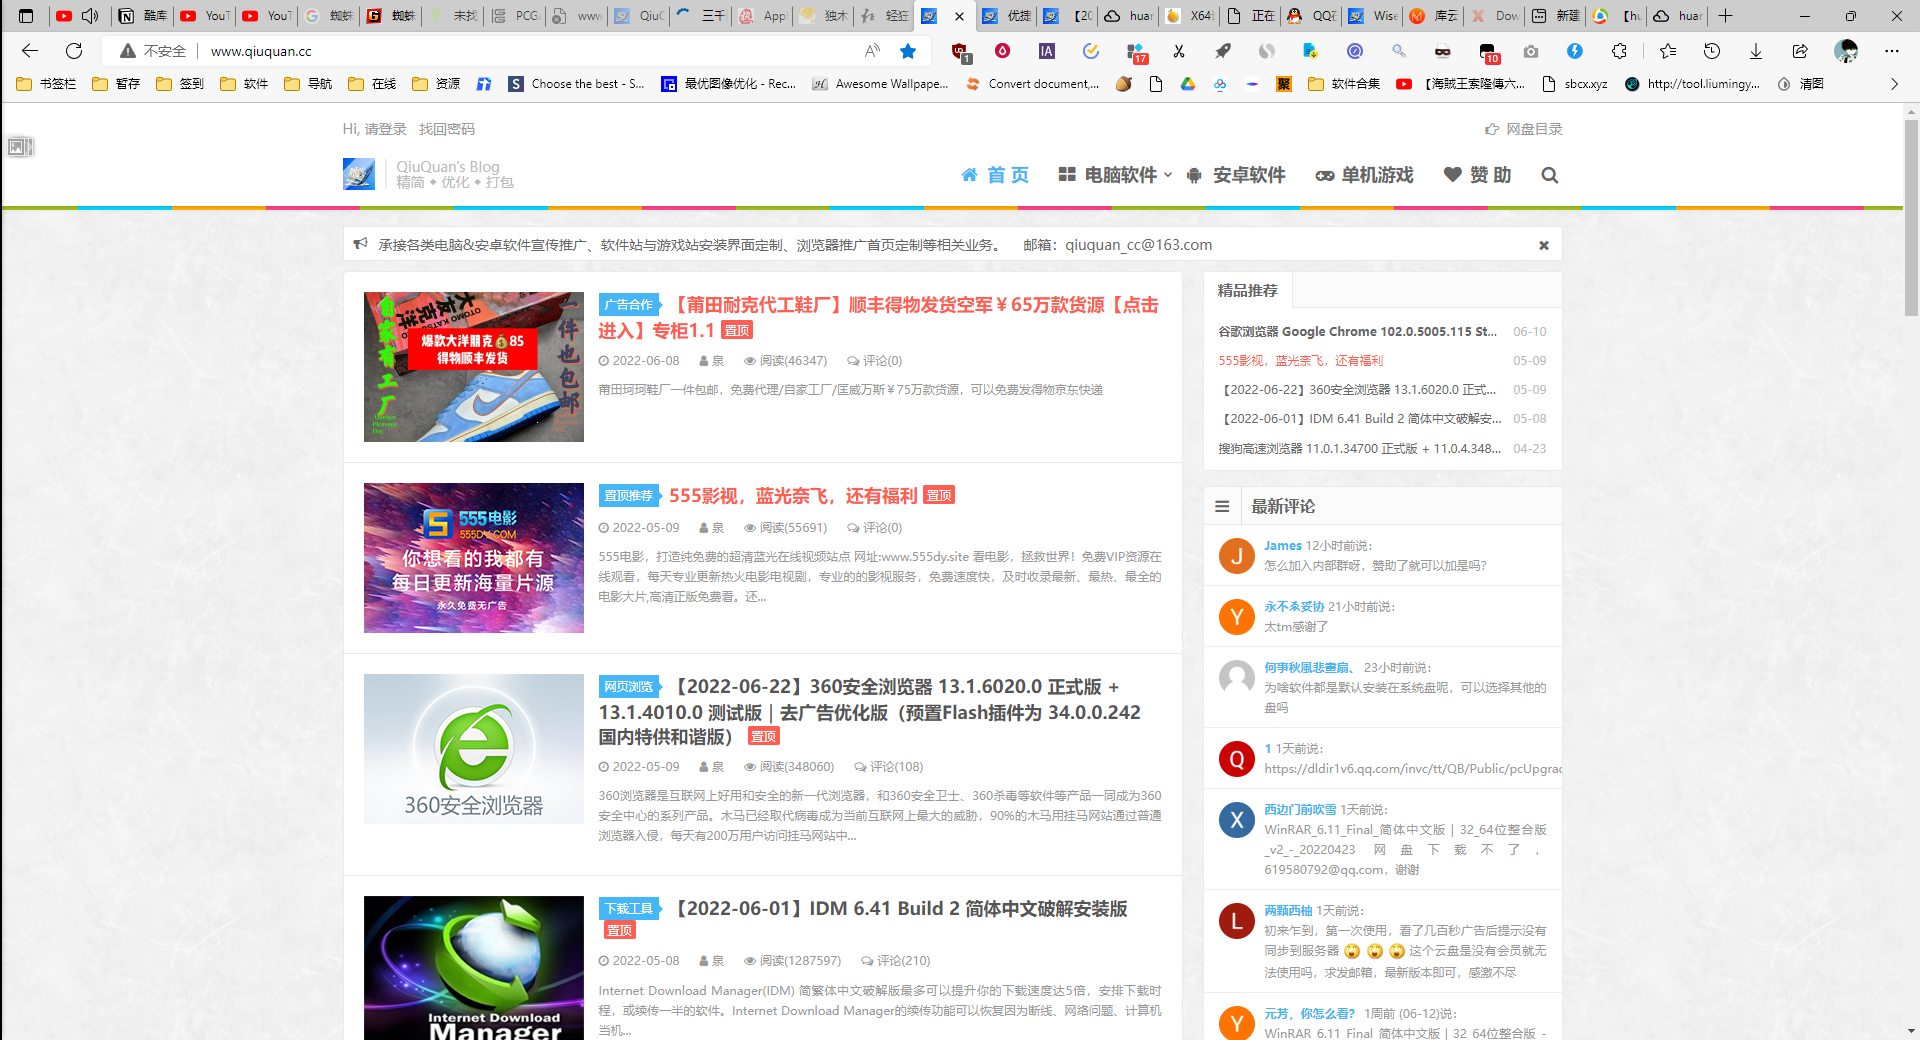 酷库
YouT
YouT
蜘蛛
蜘蛛
未找
PCG
www
QiuC
三千
Appl
独木
轻狂
优捷
【20
huar
X64i
正在
QQ邮
Wise
库云
Dow
新建
【hu
huar
不安全
www.qiuquan.cc
1
17
10
书签栏
暂存
签到
软件
导航
在线
资源
Choose the best - S...
最优图像优化 - Rec...
Awesome Wallpape...
Convert document,...
软件合集
【海贼王索隆傳六...
sbcx.xyz
http://tool.liumingy...
清图
Hi, 请登录
找回密码
网盘目录
QiuQuan's Blog
精简 ✦ 优化 ✦ 打包
首 页
电脑软件
安卓软件
单机游戏
赞 助
承接各类电脑&安卓软件宣传推广、软件站与游戏站安装界面定制、浏览器推广首页定制等相关业务。 邮箱：qiuquan_cc@163.com
自家有工厂
一件也包邮
爆款大洋朋克💰85
得物顺丰发货
广告合作
【莆田耐克代工鞋厂】顺丰得物发货空军￥65万款货源【点击
进入】专柜1.1 置顶
2022-06-08 泉 阅读(46347) 评论(0)
莆田珂珂鞋厂一件包邮，免费代理/自家工厂/匡威万斯￥75万款货源，可以免费发得物京东快递
555电影
555DY.COM
你想看的我都有
每日更新海量片源
永久免费无广告
置顶推荐
555影视，蓝光奈飞，还有福利 置顶
2022-05-09 泉 阅读(55691) 评论(0)
555电影，打造纯免费的超清蓝光在线视频站点 网址:www.555dy.site 看电影，拯救世界！免费VIP资源在
线观看，每天专业更新热火电影电视剧，专业的的影视服务，免费速度快，及时收录最新、最热、最全的
电影大片,高清正版免费看。还...
360安全浏览器
网页浏览
【2022-06-22】360安全浏览器 13.1.6020.0 正式版 +
13.1.4010.0 测试版 | 去广告优化版（预置Flash插件为 34.0.0.242
国内特供和谐版） 置顶
2022-05-09 泉 阅读(348060) 评论(108)
360浏览器是互联网上好用和安全的新一代浏览器，和360安全卫士、360杀毒等软件等产品一同成为360
安全中心的系列产品。木马已经取代病毒成为当前互联网上最大的威胁，90%的木马用挂马网站通过普通
浏览器入侵，每天有200万用户访问挂马网站中...
Internet Download
Manager
下载工具
【2022-06-01】IDM 6.41 Build 2 简体中文破解安装版
置顶
2022-05-08 泉 阅读(1287597) 评论(210)
Internet Download Manager(IDM) 简繁体中文破解版最多可以提升你的下载速度达5倍，安排下载时
程，或续传一半的软件。Internet Download Manager的续传功能可以恢复因为断线、网络问题、计算机
当机...
精品推荐
谷歌浏览器 Google Chrome 102.0.5005.115 St... 06-10
555影视，蓝光奈飞，还有福利 05-09
【2022-06-22】360安全浏览器 13.1.6020.0 正式... 05-09
【2022-06-01】IDM 6.41 Build 2 简体中文破解安... 05-08
搜狗高速浏览器 11.0.1.34700 正式版 + 11.0.4.348... 04-23
最新评论
J
James 12小时前说：
怎么加入内部群呀，赞助了就可以加是吗？
Y
永不叒妥协 21小时前说：
太tm感谢了
何亊秋風悲畫扇、 23小时前说：
为啥软件都是默认安装在系统盘呢，可以选择其他的
盘吗
Q
1 1天前说：
https://dldir1v6.qq.com/invc/tt/QB/Public/pcUpgrad
X
西边门前吹雪 1天前说：
WinRAR_6.11_Final_简体中文版 | 32_64位整合版
_v2_-_20220423 网盘下载不了，
619580792@qq.com，谢谢
L
两颗西柚 1天前说：
初来乍到，第一次使用，看了几百秒广告后提示没有
同步到服务器 🙄 🙄 🙄 这个云盘是没有会员就无
法使用吗，求发邮箱，最新版本即可，感激不尽
Y
元芳，你怎么看？ 1周前 (06-12)说：
WinRAR_6.11_Final_简体中文版 | 32_64位整合版 -